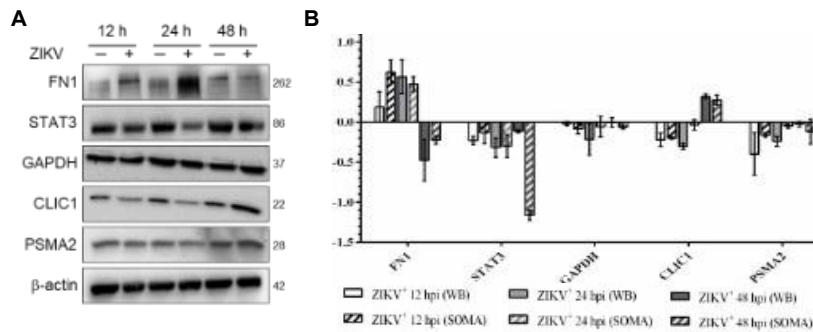 A
12 h 24 h 48 h
ZIKV – + – + – +
FN1 262
STAT3 86
GAPDH 37
CLIC1 22
PSMA2 28
β-actin 42
B
1.0
0.5
0.0
-0.5
-1.0
-1.5
FN1 STAT3 GAPDH CLIC1 PSMA2
ZIKV+ 12 hpi (WB) ZIKV+ 24 hpi (WB) ZIKV+ 48 hpi (WB)
ZIKV+ 12 hpi (SOMA) ZIKV+ 24 hpi (SOMA) ZIKV+ 48 hpi (SOMA)